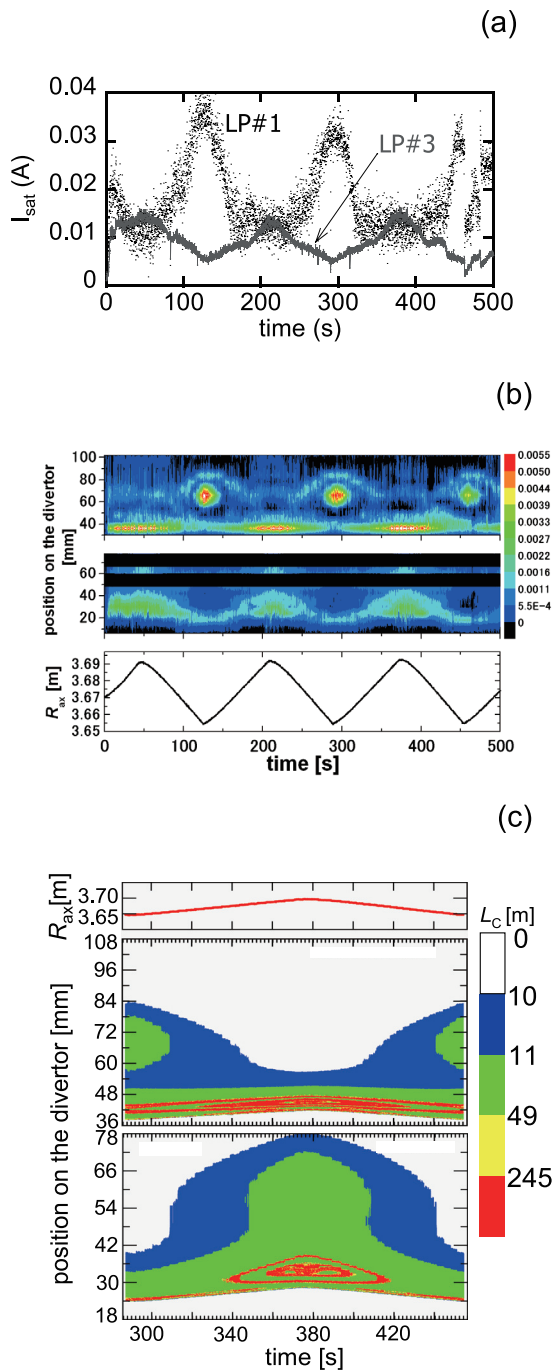 (a)
0.04
0.03
0.02
0.01
0
I_sat (A)
LP#1
LP#3
0 100 200 300 400 500
time (s)
(b)
100
80
60
40
60
40
20
position on the divertor
[mm]
0.0055
0.0050
0.0044
0.0039
0.0033
0.0027
0.0022
0.0016
0.0011
5.5E−4
0
3.69
3.68
3.67
3.66
3.65
R_ax [m]
0 100 200 300 400 500
time [s]
(c)
3.70
3.65
R_ax[m]
L_C [m]
0
10
11
49
245
108
96
84
72
60
48
36
78
66
54
42
30
18
position on the divertor [mm]
300 340 380 420
time [s]